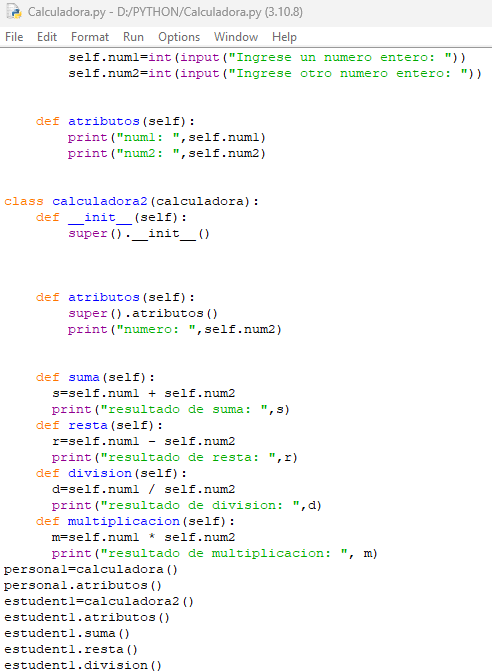 Calculadora.py - D:/PYTHON/Calculadora.py (3.10.8)
File Edit Format Run Options Window Help
        self.num1=int(input("Ingrese un numero entero: "))
        self.num2=int(input("Ingrese otro numero entero: "))
    def atributos(self):
        print("num1: ",self.num1)
        print("num2: ",self.num2)
class calculadora2(calculadora):
    def __init__(self):
        super().__init__()
    def atributos(self):
        super().atributos()
        print("numero: ",self.num2)
    def suma(self):
      s=self.num1 + self.num2
      print("resultado de suma: ",s)
    def resta(self):
      r=self.num1 - self.num2
      print("resultado de resta: ",r)
    def division(self):
      d=self.num1 / self.num2
      print("resultado de division: ",d)
    def multiplicacion(self):
      m=self.num1 * self.num2
      print("resultado de multiplicacion: ", m)
persona1=calculadora()
persona1.atributos()
estudent1=calculadora2()
estudent1.atributos()
estudent1.suma()
estudent1.resta()
estudent1.division()